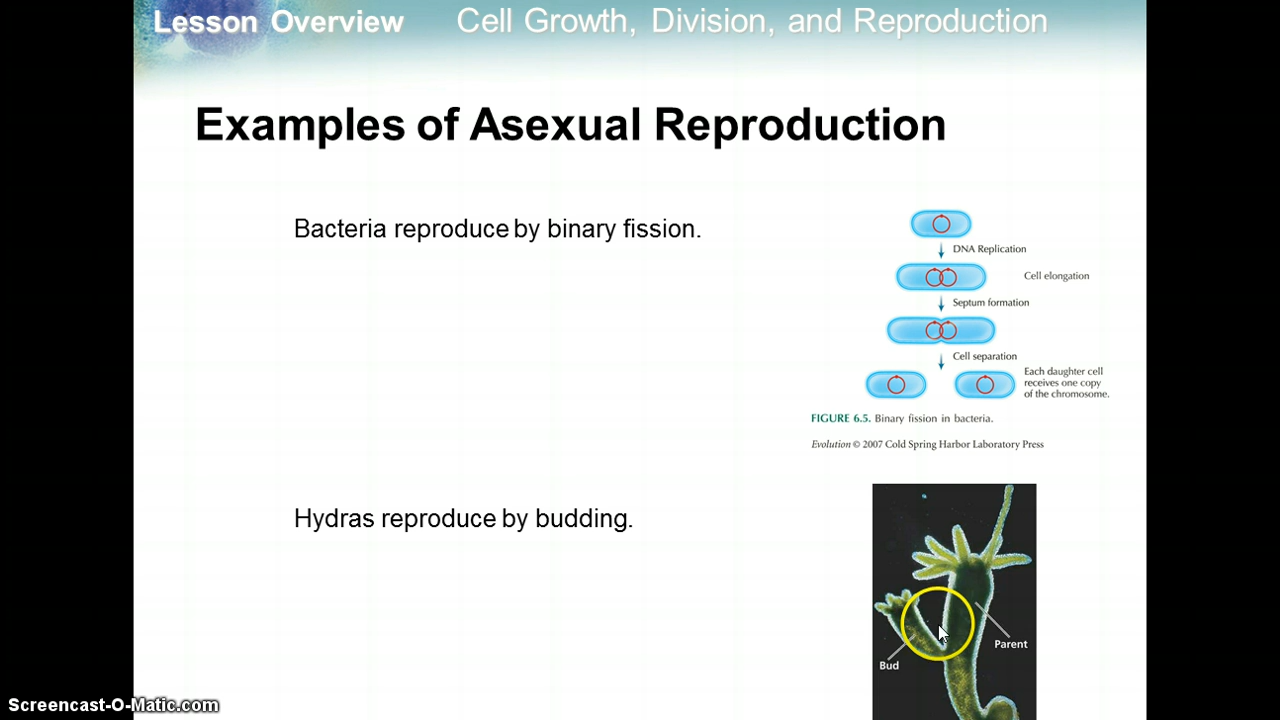 Lesson Overview Cell Growth, Division, and Reproduction
Examples of Asexual Reproduction
Bacteria reproduce by binary fission.
DNA Replication
Cell elongation
Septum formation
Cell separation
Each daughter cell
receives one copy
of the chromosome.
FIGURE 6.5. Binary fission in bacteria.
Evolution © 2007 Cold Spring Harbor Laboratory Press
Hydras reproduce by budding.
Parent
Bud
Screencast-O-Matic.com